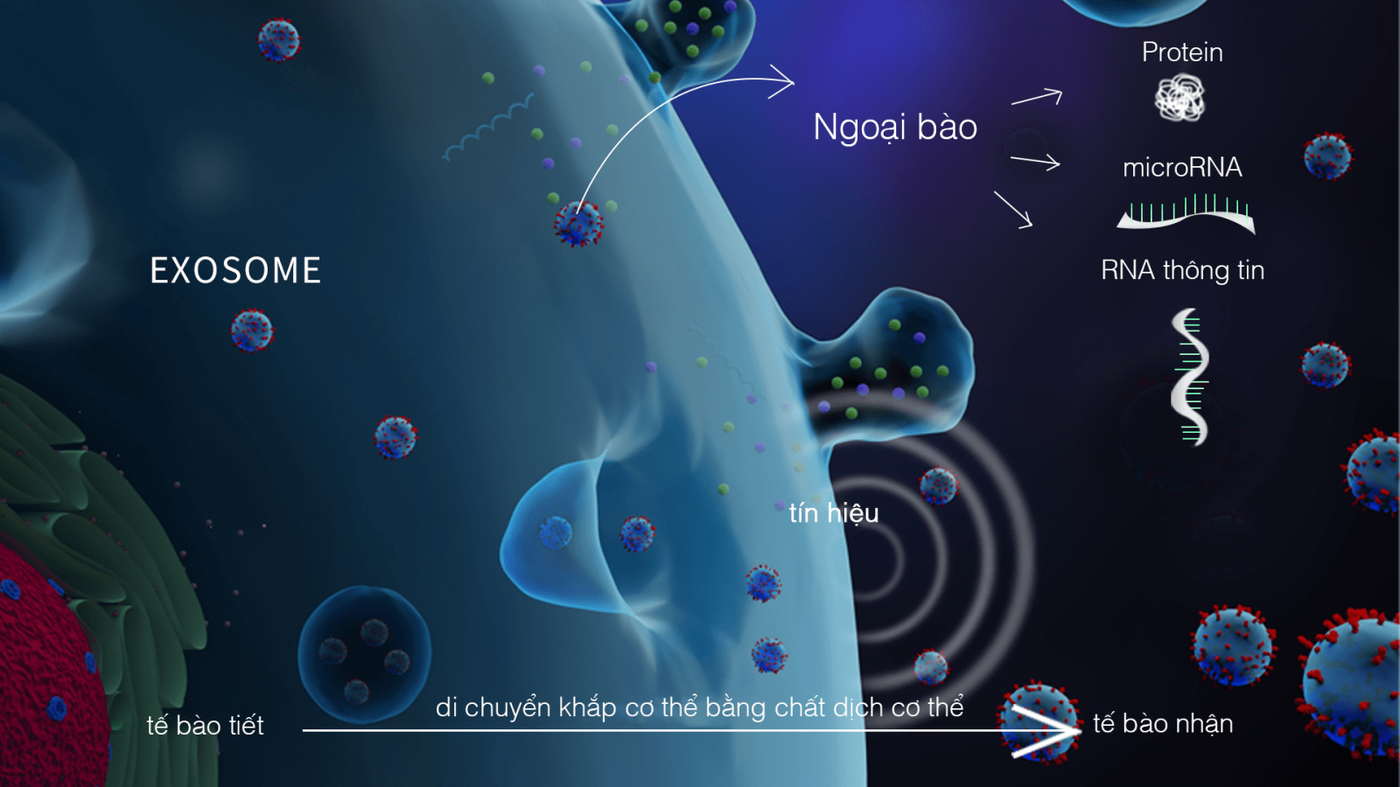 Protein
Ngoại bào
microRNA
EXOSOME
RNA thông tin
tín hiệu
di chuyển khắp cơ thể bằng chất dịch cơ thể
tế bào tiết
tế bào nhận